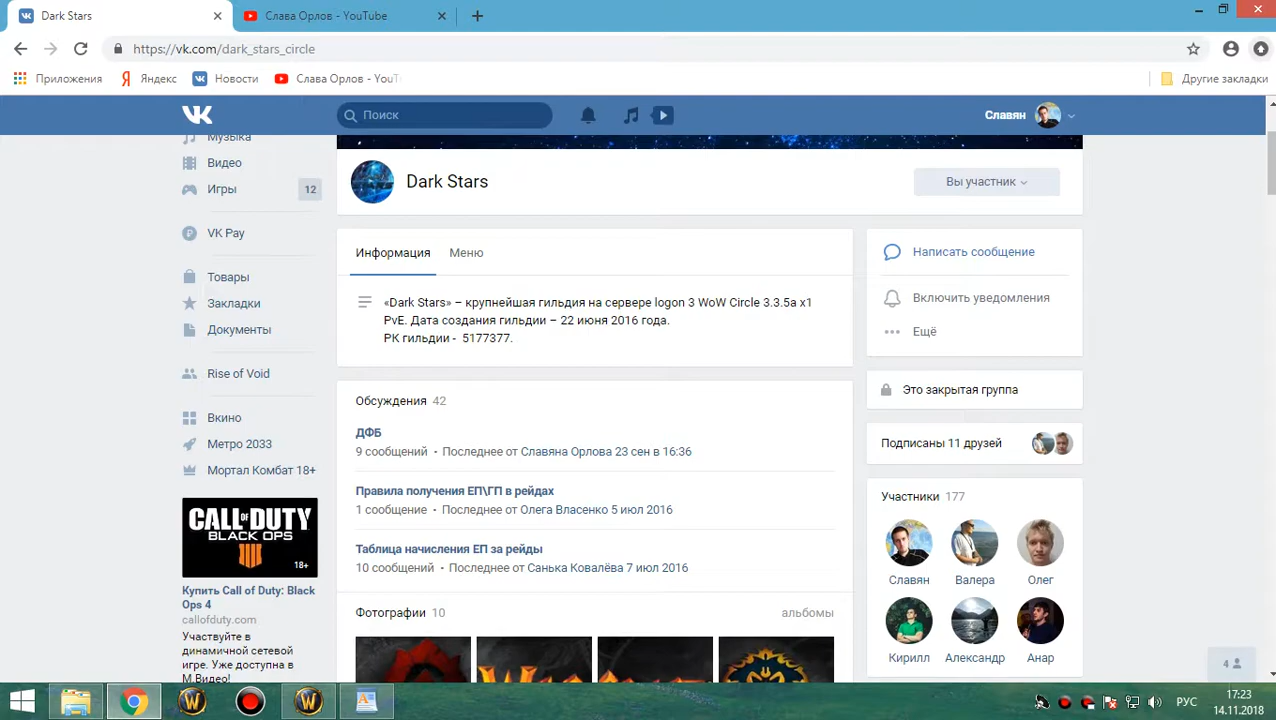 Dark Stars
Слава Орлов - YouTube
https://vk.com/dark_stars_circle
Приложения
Яндекс
Новости
Слава Орлов - YouT
Другие закладки
Поиск
Славян
Музыка
Видео
Игры 12
VK Pay
Товары
Закладки
Документы
Rise of Void
Вкино
Метро 2033
Мортал Комбат 18+
CALL OF DUTY
BLACK OPS
IIII
18+
Купить Call of Duty: Black
Ops 4
callofduty.com
Участвуйте в
динамичной сетевой
игре. Уже доступна в
М.Видео!
Dark Stars
Вы участник
Информация Меню
«Dark Stars» – крупнейшая гильдия на сервере logon 3 WoW Circle 3.3.5a x1
PvE. Дата создания гильдии – 22 июня 2016 года.
РК гильдии - 5177377.
Обсуждения 42
ДФБ
9 сообщений • Последнее от Славяна Орлова 23 сен в 16:36
Правила получения ЕП\ГП в рейдах
1 сообщение • Последнее от Олега Власенко 5 июл 2016
Таблица начисления ЕП за рейды
10 сообщений • Последнее от Санька Ковалёва 7 июл 2016
Фотографии 10
альбомы
Написать сообщение
Включить уведомления
Ещё
Это закрытая группа
Подписаны 11 друзей
Участники 177
Славян
Валера
Олег
Кирилл
Александр
Анар
4
РУС
17:23
14.11.2018